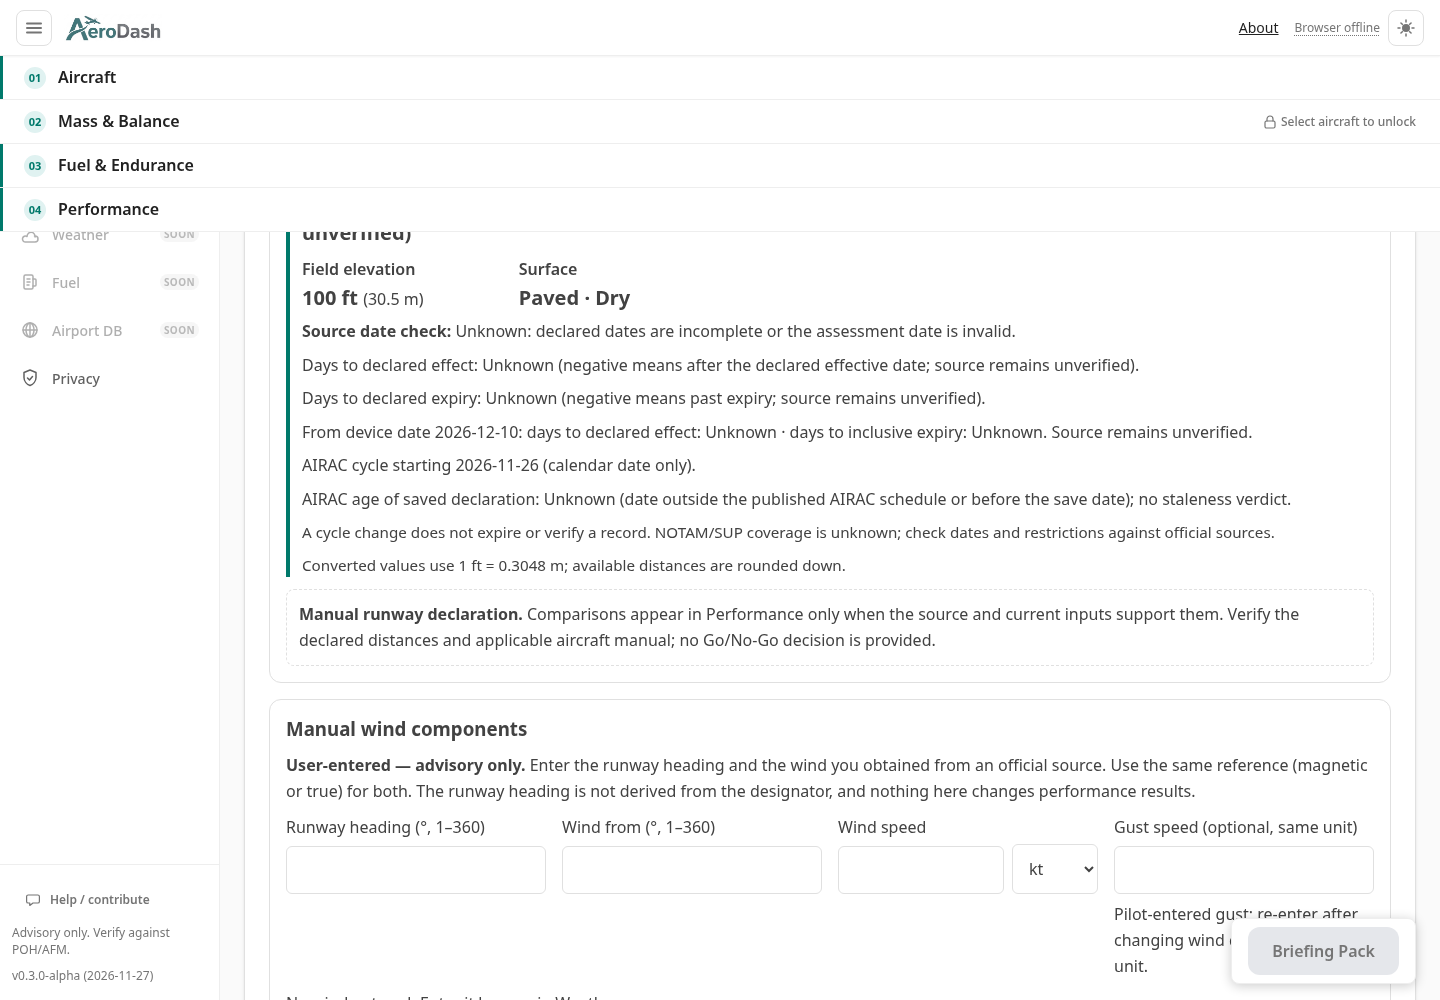 AeroDash
About
Browser offline
01 Aircraft
02 Mass & Balance
Select aircraft to unlock
03 Fuel & Endurance
04 Performance
Weather SOON
Fuel SOON
Airport DB SOON
Privacy
unverified)
Field elevation
Surface
100 ft (30.5 m)
Paved · Dry
Source date check: Unknown: declared dates are incomplete or the assessment date is invalid.
Days to declared effect: Unknown (negative means after the declared effective date; source remains unverified).
Days to declared expiry: Unknown (negative means past expiry; source remains unverified).
From device date 2026-12-10: days to declared effect: Unknown · days to inclusive expiry: Unknown. Source remains unverified.
AIRAC cycle starting 2026-11-26 (calendar date only).
AIRAC age of saved declaration: Unknown (date outside the published AIRAC schedule or before the save date); no staleness verdict.
A cycle change does not expire or verify a record. NOTAM/SUP coverage is unknown; check dates and restrictions against official sources.
Converted values use 1 ft = 0.3048 m; available distances are rounded down.
Manual runway declaration. Comparisons appear in Performance only when the source and current inputs support them. Verify the
declared distances and applicable aircraft manual; no Go/No-Go decision is provided.
Manual wind components
User-entered — advisory only. Enter the runway heading and the wind you obtained from an official source. Use the same reference (magnetic
or true) for both. The runway heading is not derived from the designator, and nothing here changes performance results.
Runway heading (°, 1–360)
Wind from (°, 1–360)
Wind speed
kt
Gust speed (optional, same unit)
Pilot-entered gust: re-enter after
changing wind
unit.
Briefing Pack
Help / contribute
Advisory only. Verify against
POH/AFM.
v0.3.0-alpha (2026-11-27)